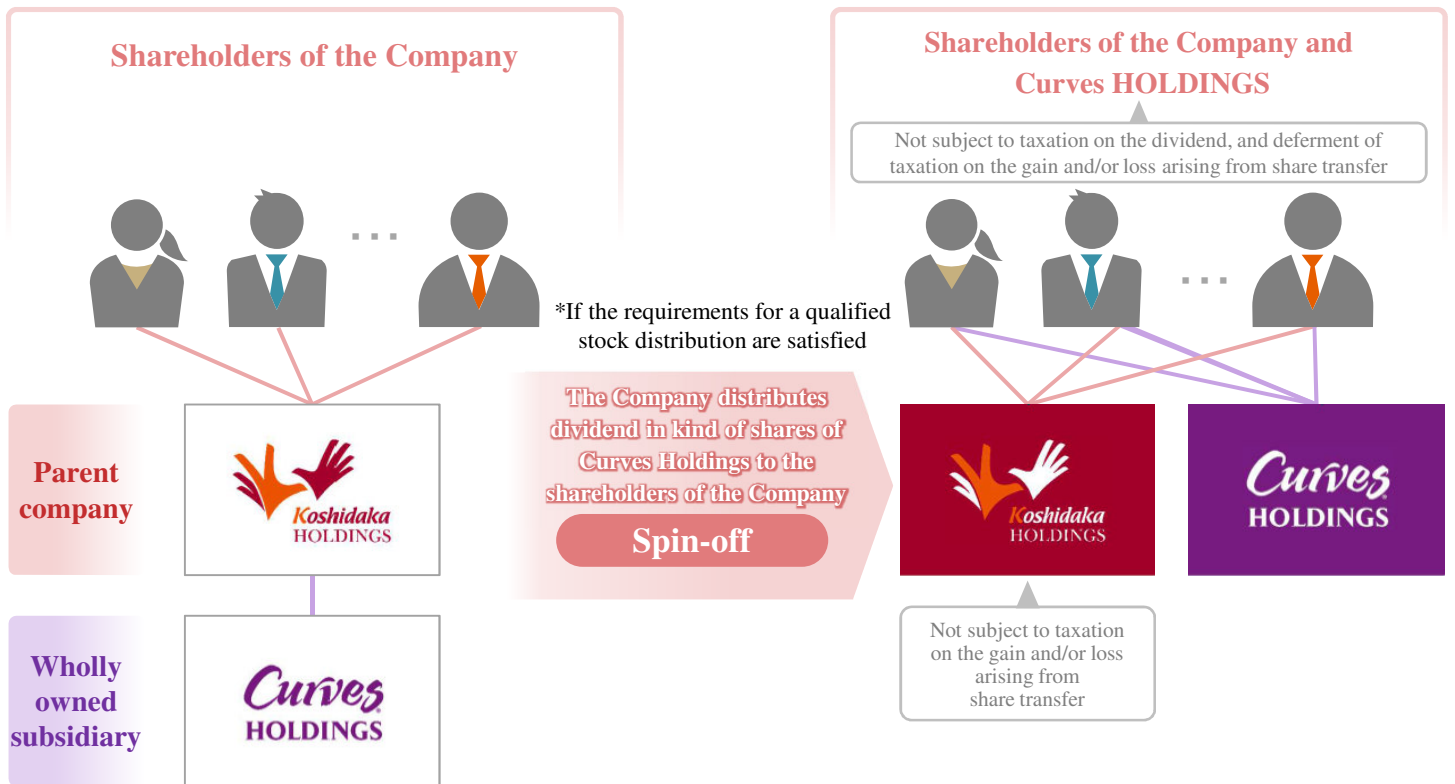 Shareholders of the Company
Parent
company
Koshidaka
HOLDINGS
Wholly
owned
subsidiary
Curves
HOLDINGS
*If the requirements for a qualified
stock distribution are satisfied
The Company distributes
dividend in kind of shares of
Curves Holdings to the
shareholders of the Company
Spin-off
Shareholders of the Company and
Curves HOLDINGS
Not subject to taxation on the dividend, and deferment of
taxation on the gain and/or loss arising from share transfer
Koshidaka
HOLDINGS
Curves
HOLDINGS
Not subject to taxation
on the gain and/or loss
arising from
share transfer